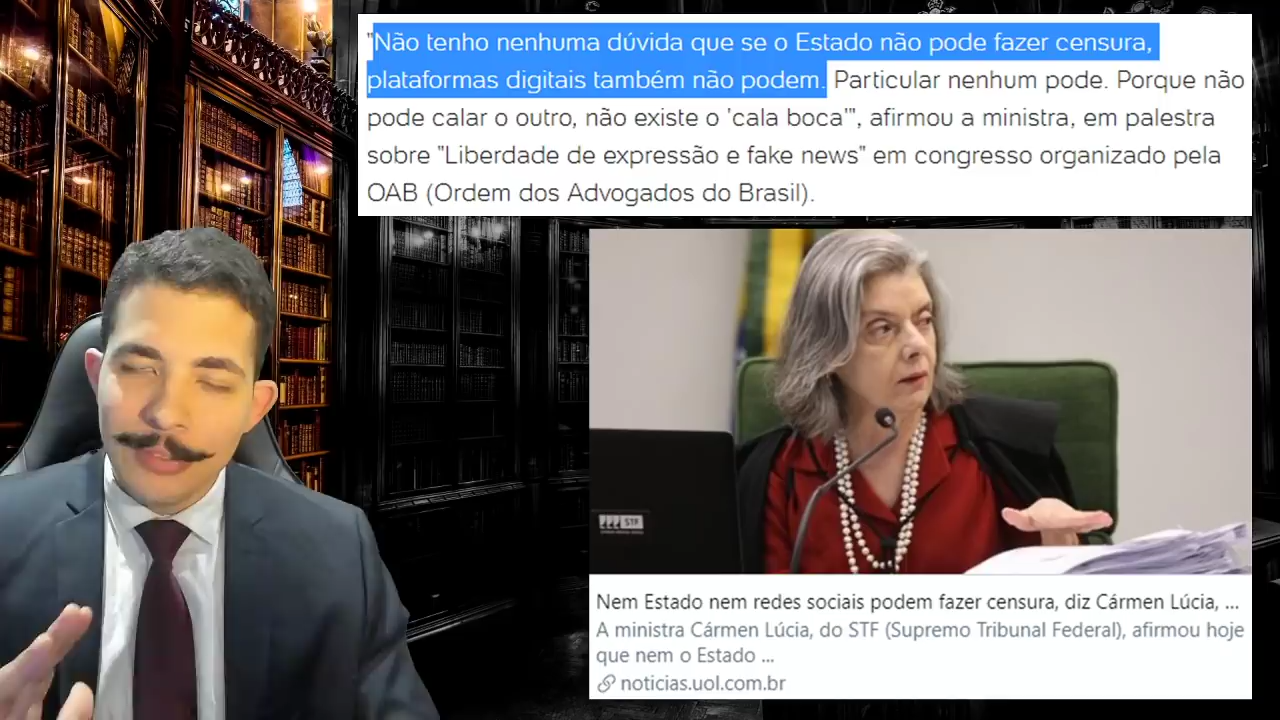 "Não tenho nenhuma dúvida que se o Estado não pode fazer censura,
plataformas digitais também não podem. Particular nenhum pode. Porque não
pode calar o outro, não existe o 'cala boca'", afirmou a ministra, em palestra
sobre "Liberdade de expressão e fake news" em congresso organizado pela
OAB (Ordem dos Advogados do Brasil).
STF
Nem Estado nem redes sociais podem fazer censura, diz Cármen Lúcia, ...
A ministra Cármen Lúcia, do STF (Supremo Tribunal Federal), afirmou hoje
que nem o Estado ...
noticias.uol.com.br